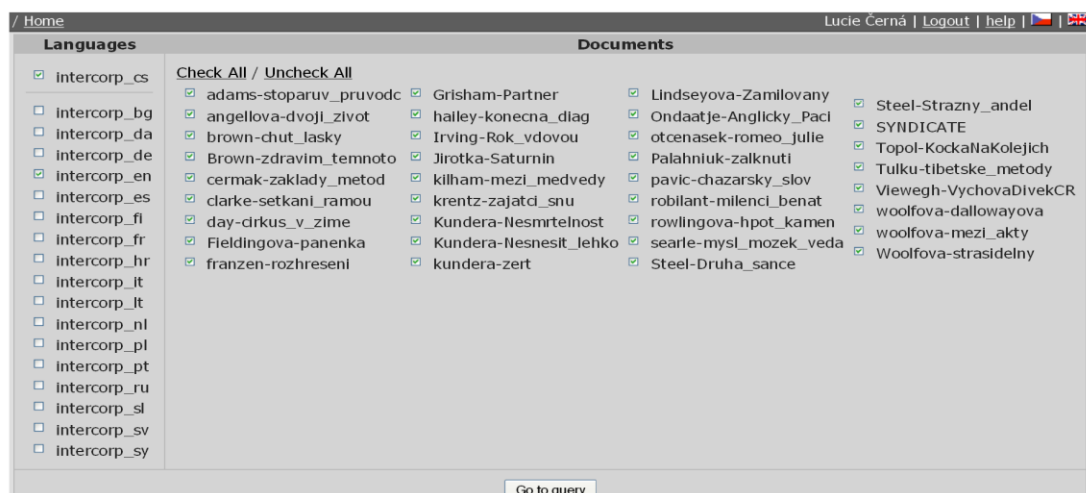 / Home
Lucie Černá | Logout | help |
Languages
Documents
intercorp_cs
intercorp_bg
intercorp_da
intercorp_de
intercorp_en
intercorp_es
intercorp_fi
intercorp_fr
intercorp_hr
intercorp_it
intercorp_lt
intercorp_nl
intercorp_pl
intercorp_pt
intercorp_ru
intercorp_sl
intercorp_sv
intercorp_sy
Check All / Uncheck All
adams-stoparuv_pruvodc
angellova-dvoji_zivot
brown-chut_lasky
Brown-zdravim_temnoto
cermak-zaklady_metod
clarke-setkani_ramou
day-cirkus_v_zime
Fieldingova-panenka
franzen-rozhreseni
Grisham-Partner
hailey-konecna_diag
Irving-Rok_vdovou
Jirotka-Saturnin
kilham-mezi_medvedy
krentz-zajatci_snu
Kundera-Nesmrtelnost
Kundera-Nesnesit_lehko
kundera-zert
Lindseyova-Zamilovany
Ondaatje-Anglicky_Paci
otcenasek-romeo_julie
Palahniuk-zalknuti
pavic-chazarsky_slov
robilant-milenci_benat
rowlingova-hpot_kamen
searle-mysl_mozek_veda
Steel-Druha_sance
Steel-Strazny_andel
SYNDICATE
Topol-KockaNaKolejich
Tulku-tibetske_metody
Viewegh-VychovaDivekCR
woolfova-dallowayova
woolfova-mezi_akty
Woolfova-strasidelny
Go to query